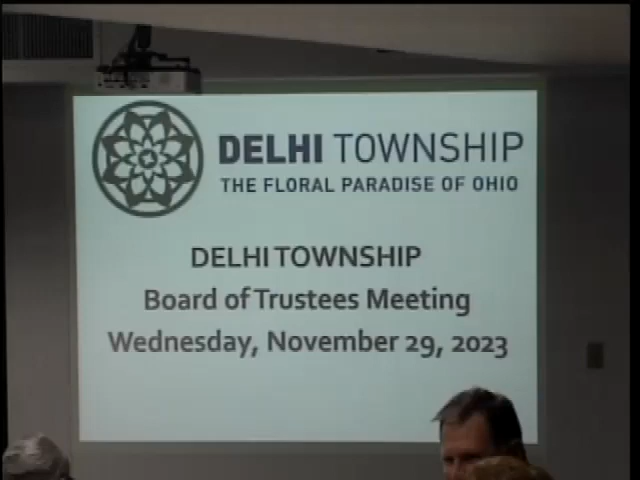 DELHI TOWNSHIP
THE FLORAL PARADISE OF OHIO
DELHI TOWNSHIP
Board of Trustees Meeting
Wednesday, November 29, 2023